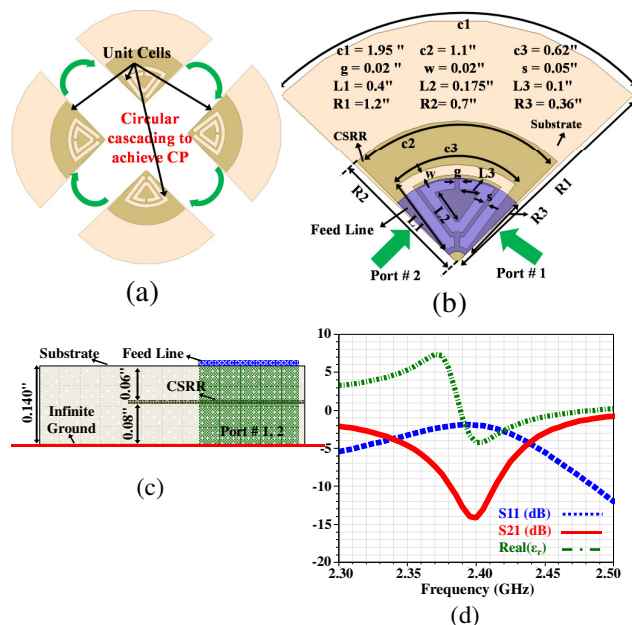 Unit Cells
Circular
cascading to
achieve CP
(a)
c1
c1 = 1.95 " c2 = 1.1" c3 = 0.62"
g = 0.02 " w = 0.02" s = 0.05"
L1 = 0.4" L2 = 0.175" L3 = 0.1"
R1 =1.2" R2= 0.7" R3 = 0.36"
CSRR
Substrate
c2
c3
w
g
L3
s
L2
L1
R1
R2
R3
Feed Line
Port # 2
Port # 1
(b)
Substrate
Feed Line
0.140"
0.06"
CSRR
Infinite
Ground
0.08"
Port # 1, 2
(c)
10
5
0
-5
-10
-15
-20
S11 (dB)
S21 (dB)
Real(εr)
2.30 2.35 2.40 2.45 2.50
Frequency (GHz)
(d)